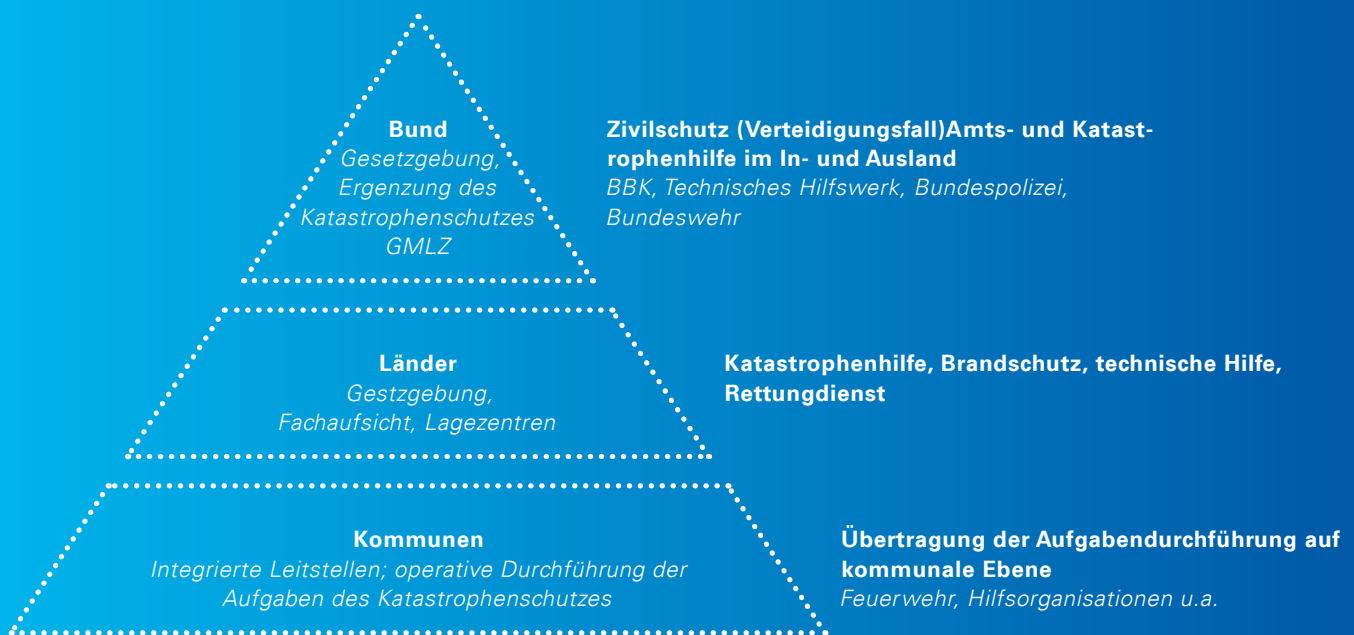 Bund
Gesetzgebung,
Ergenzung des
Katastrophenschutzes
GMLZ
Zivilschutz (Verteidigungsfall)Amts- und Katast-
rophenhilfe im In- und Ausland
BBK, Technisches Hilfswerk, Bundespolizei,
Bundeswehr
Länder
Gestzgebung,
Fachaufsicht, Lagezentren
Katastrophenhilfe, Brandschutz, technische Hilfe,
Rettungdienst
Kommunen
Integrierte Leitstellen; operative Durchführung der
Aufgaben des Katastrophenschutzes
Übertragung der Aufgabendurchführung auf
kommunale Ebene
Feuerwehr, Hilfsorganisationen u.a.